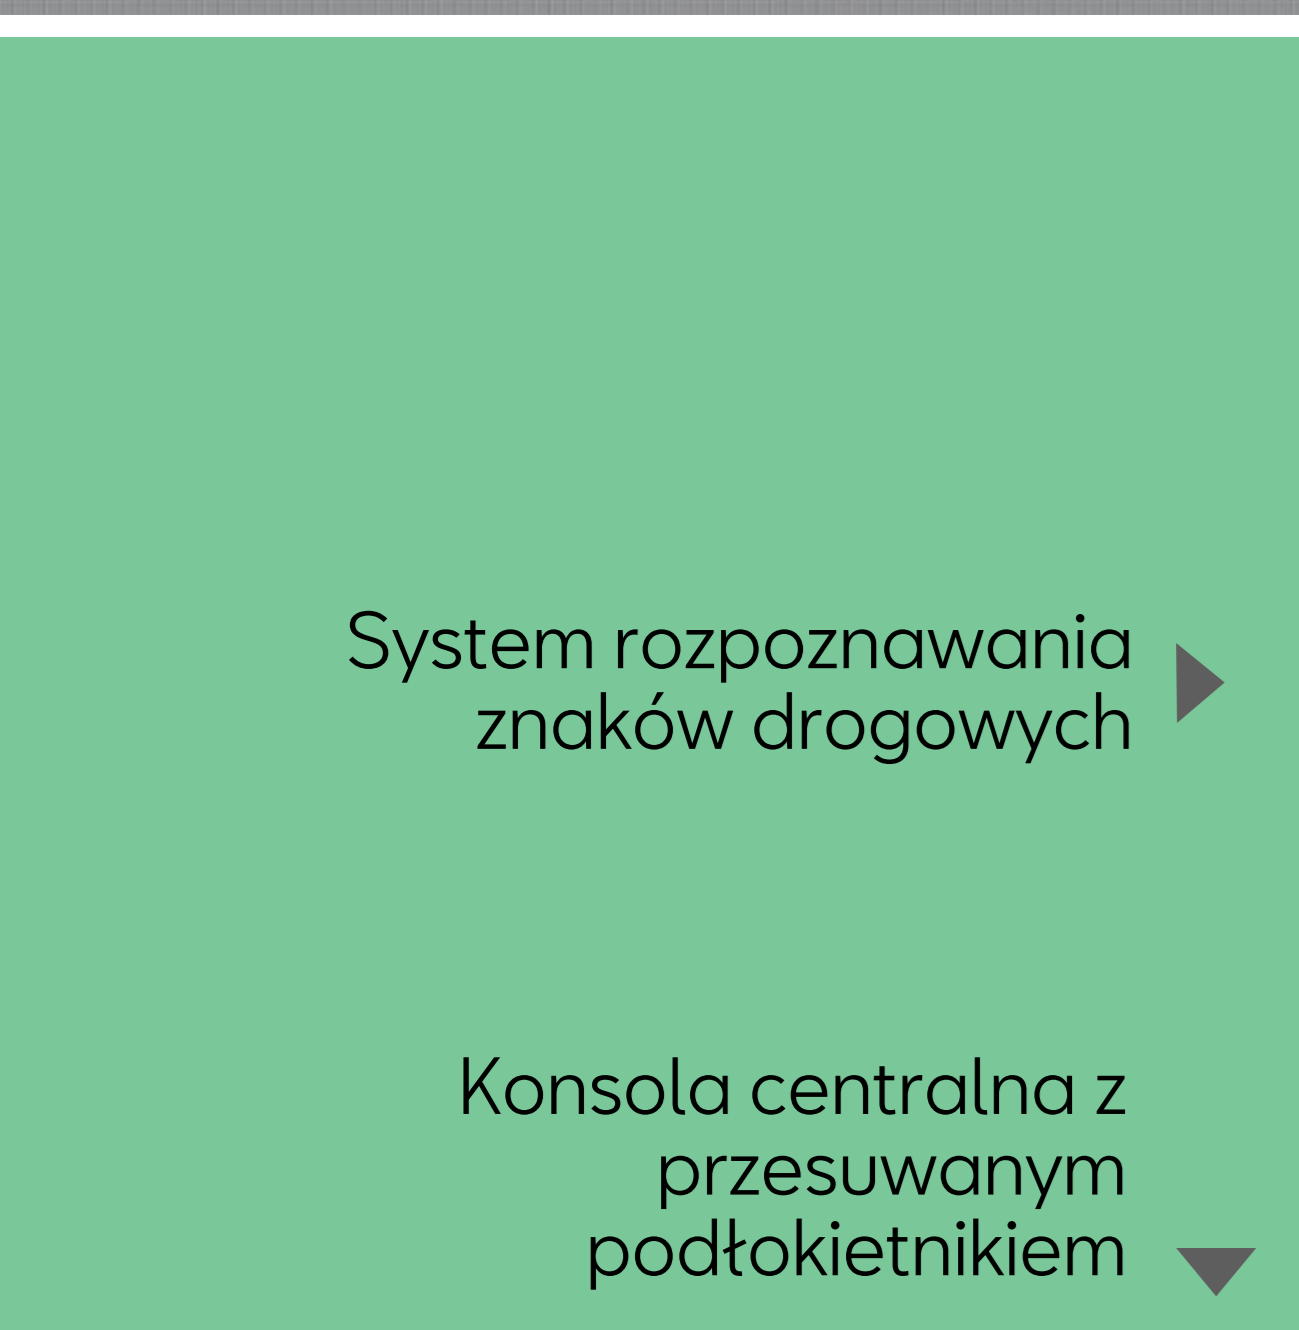 System rozpoznawania
znaków drogowych
Konsola centralna z
przesuwanym
podłokietnikiem